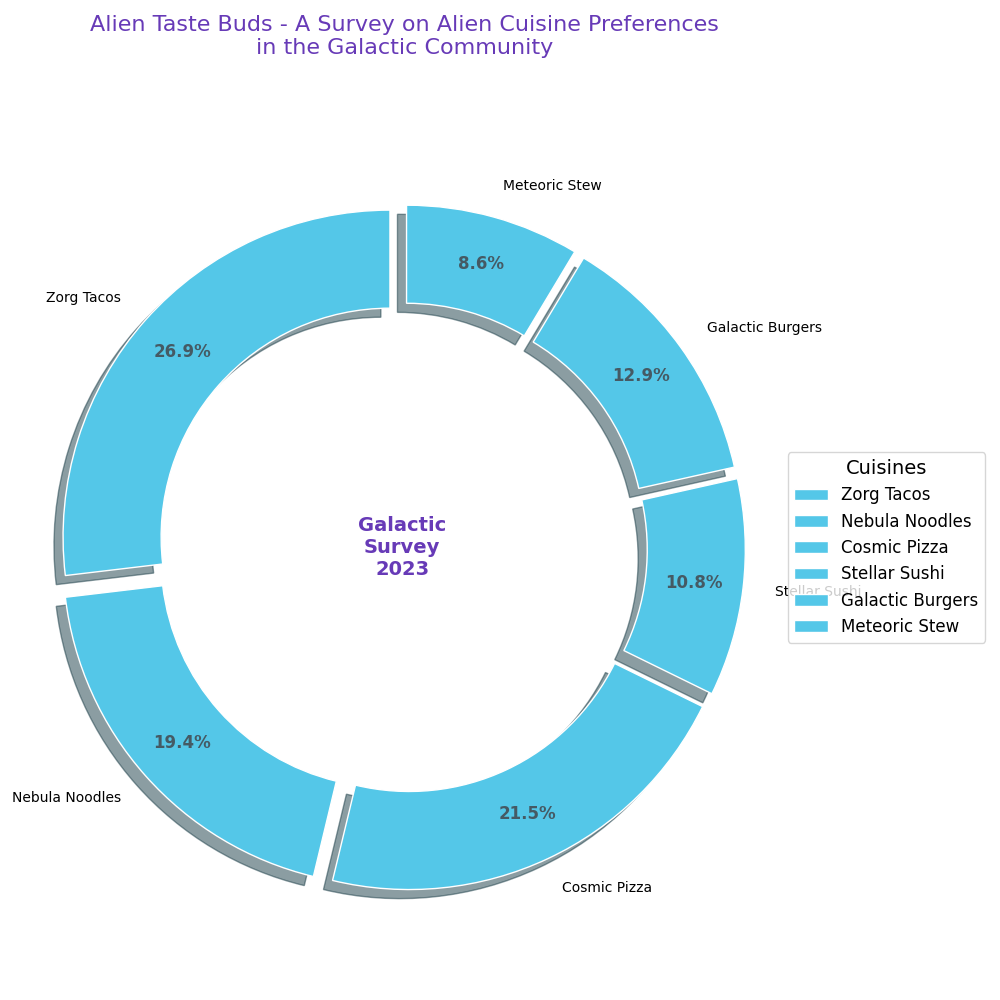 Alien Taste Buds - A Survey on Alien Cuisine Preferences
in the Galactic Community
Meteoric Stew
8.6%
Zorg Tacos
Galactic Burgers
26.9%
12.9%
Cuisines
Zorg Tacos
Nebula Noodles
Cosmic Pizza
Stellar Sushi
Galactic Burgers
Meteoric Stew
Galactic
Survey
2023
10.8%
Stellar Sushi
19.4%
Nebula Noodles
21.5%
Cosmic Pizza